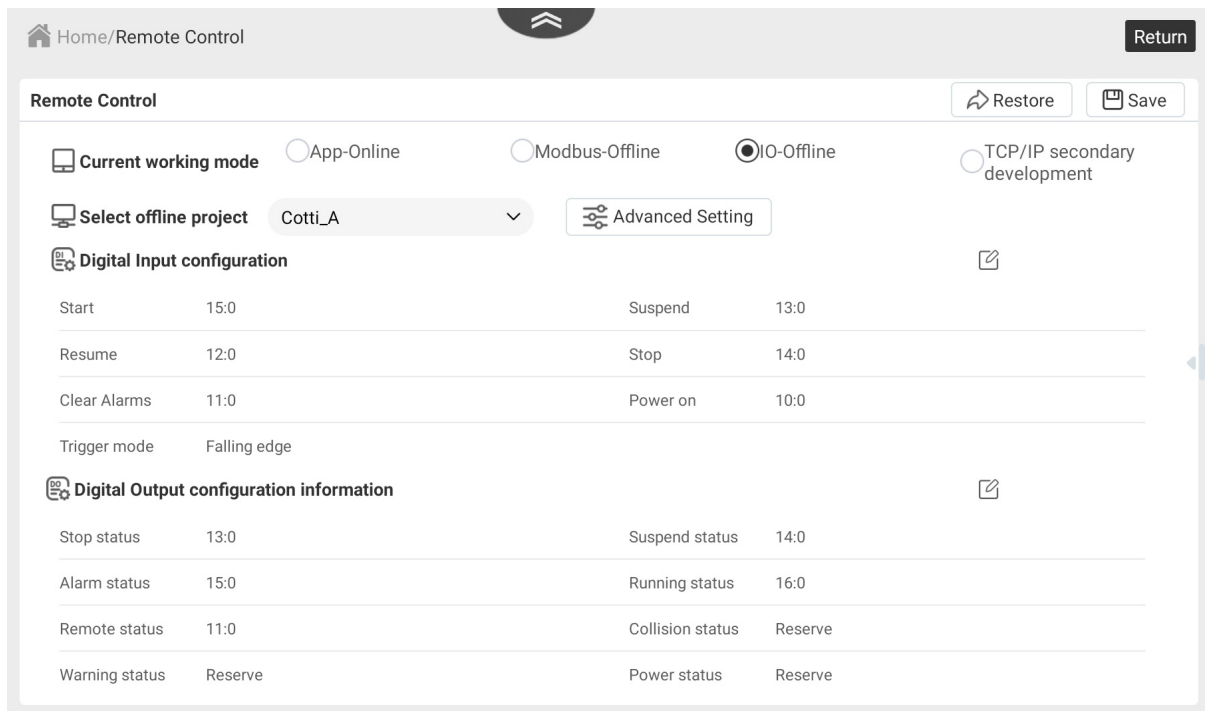 Home/Remote Control
Return
Remote Control
Restore
Save
Current working mode
App-Online
Modbus-Offline
IO-Offline
TCP/IP secondary
development
Select offline project
Cotti_A
Advanced Setting
DI
Digital Input configuration
Start 15:0 Suspend 13:0
Resume 12:0 Stop 14:0
Clear Alarms 11:0 Power on 10:0
Trigger mode Falling edge
DO
Digital Output configuration information
Stop status 13:0 Suspend status 14:0
Alarm status 15:0 Running status 16:0
Remote status 11:0 Collision status Reserve
Warning status Reserve Power status Reserve